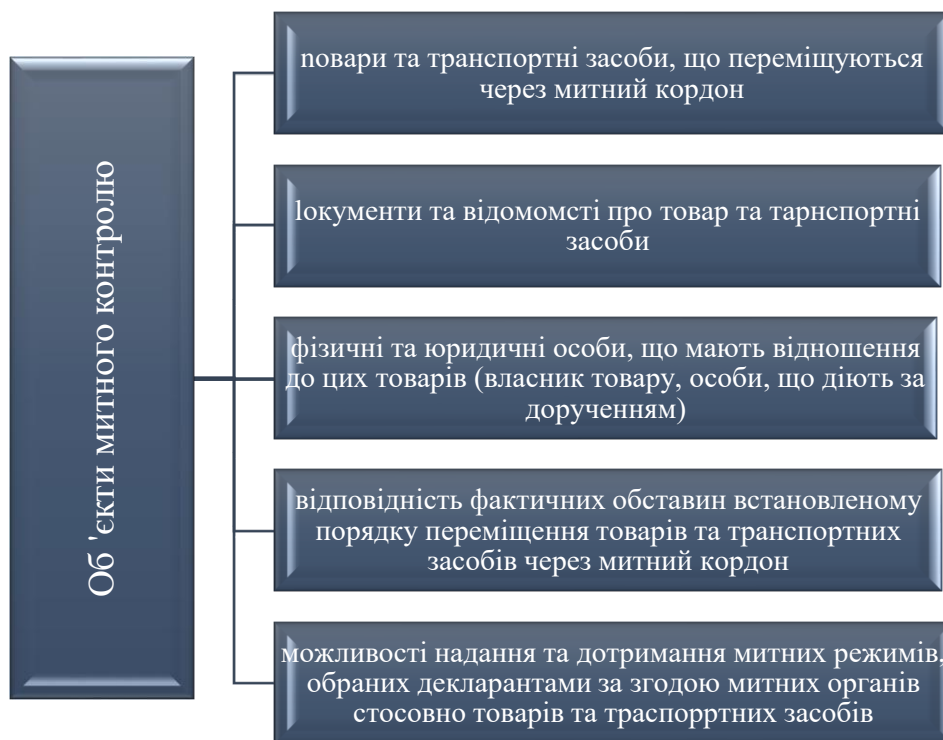 Об 'єкти митного контролю
nовари та транспортні засоби, що переміщуються
через митний кордон
lокументи та відомомсті про товар та тарнспортні
засоби
фізичні та юридичні особи, що мають відношення
до цих товарів (власник товару, особи, що діють за
дорученням)
відповідність фактичних обставин встановленому
порядку переміщення товарів та транспортних
засобів через митний кордон
можливості надання та дотримання митних режимів,
обраних декларантами за згодою митних органів
стосовно товарів та траспорртних засобів